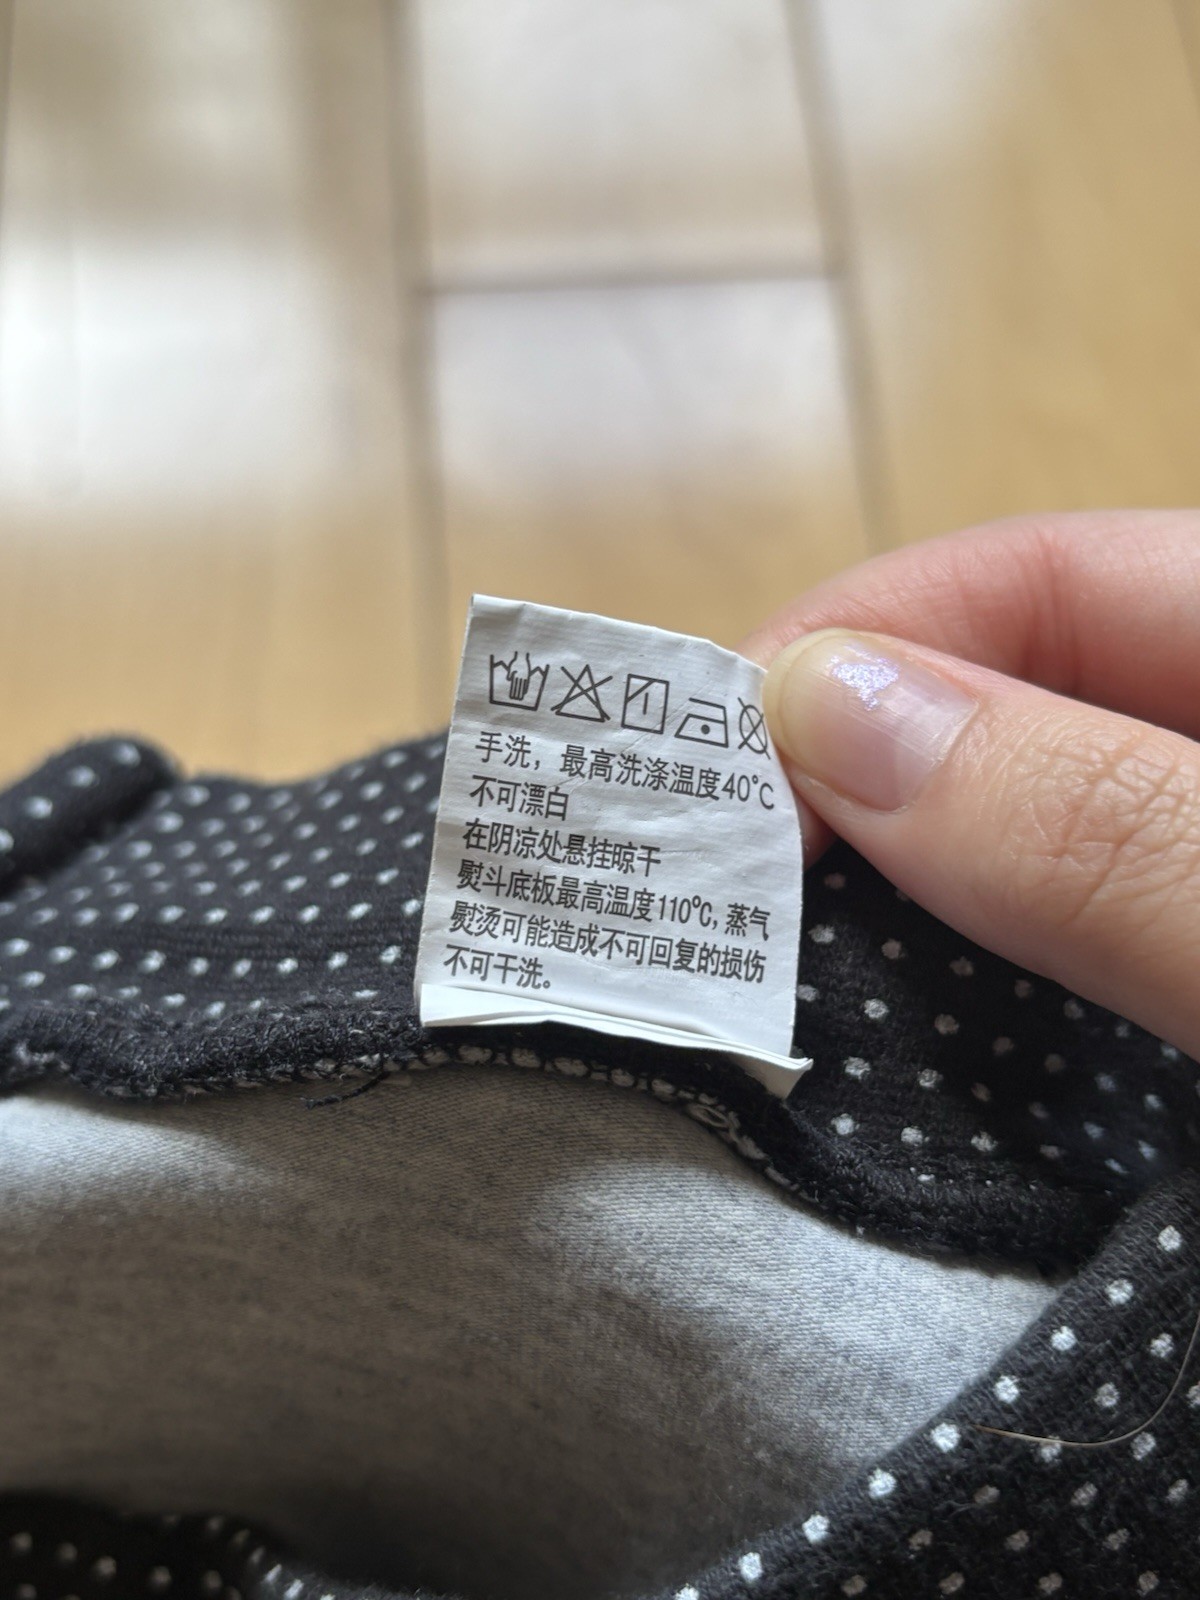 手洗，最高洗涤温度40℃
不可漂白
在阴凉处悬挂晾干
熨斗底板最高温度110℃, 蒸气
熨烫可能造成不可回复的损伤
不可干洗。